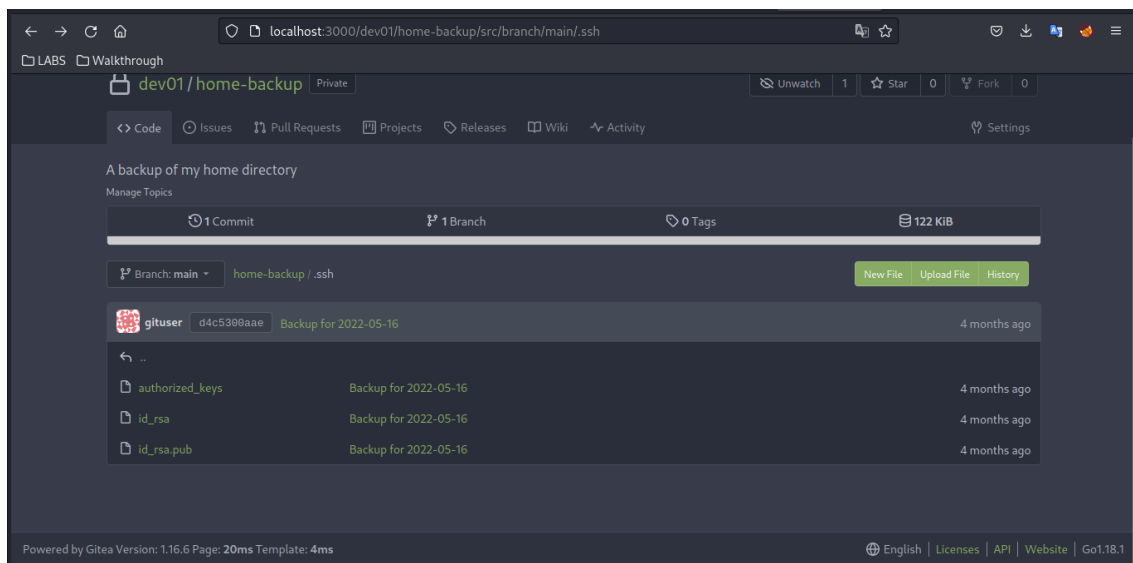 localhost:3000/dev01/home-backup/src/branch/main/.ssh
LABS Walkthrough
dev01/home-backup Private Unwatch 1 Star 0 Fork 0
Code Issues Pull Requests Projects Releases Wiki Activity Settings
A backup of my home directory
Manage Topics
1 Commit 1 Branch 0 Tags 122 KiB
Branch: main home-backup / .ssh New File Upload File History
gituser d4c5300aae Backup for 2022-05-16 4 months ago
..
authorized_keys Backup for 2022-05-16 4 months ago
id_rsa Backup for 2022-05-16 4 months ago
id_rsa.pub Backup for 2022-05-16 4 months ago
Powered by Gitea Version: 1.16.6 Page: 20ms Template: 4ms English | Licenses | API | Website | Go1.18.1